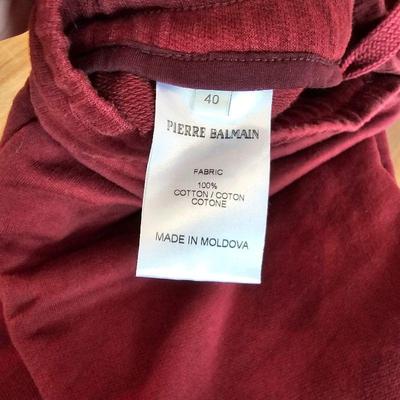 40
PIERRE BALMAIN
FABRIC
100%
COTTON / COTON
COTONE
MADE IN MOLDOVA